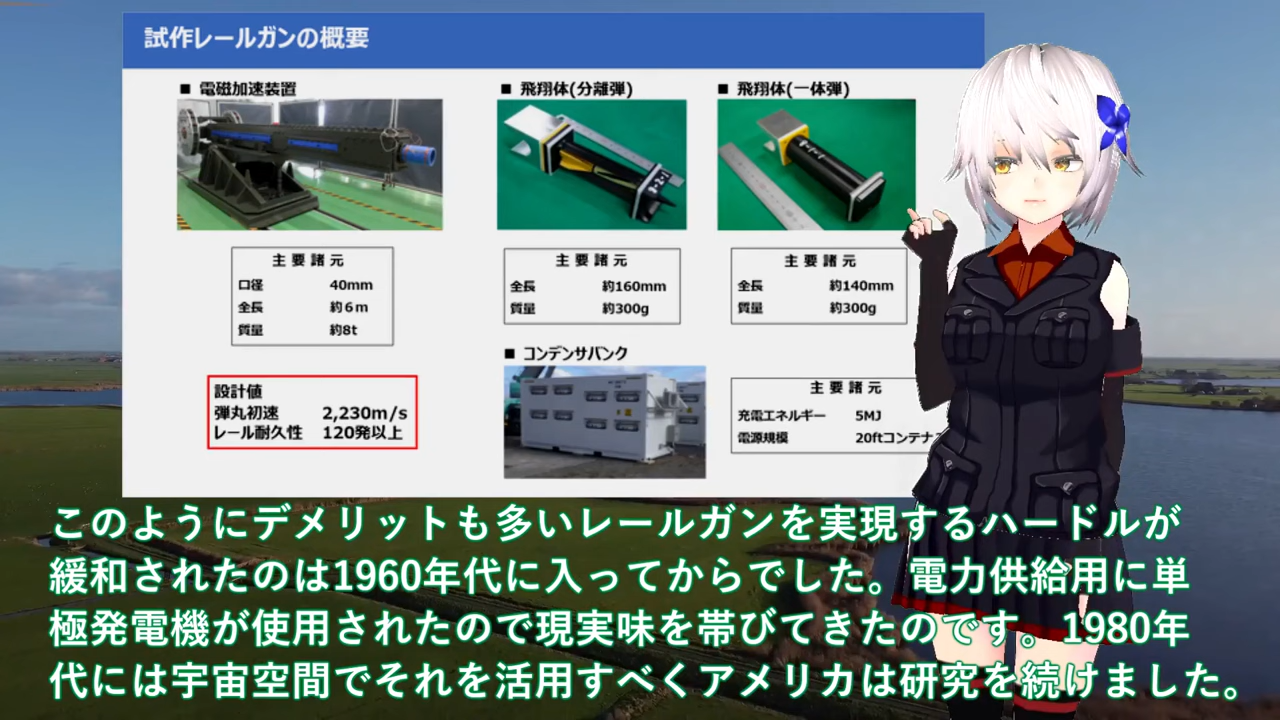 試作レールガンの概要
■ 電磁加速装置
■ 飛翔体(分離弾)
■ 飛翔体(一体弾)
主要諸元
口径 40mm
全長 約6m
質量 約8t
主要諸元
全長 約160mm
質量 約300g
主要諸元
全長 約140mm
質量 約300g
設計値
弾丸初速 2,230m/s
レール耐久性 120発以上
■ コンデンサバンク
主要諸元
充電エネルギー 5MJ
電源規模 20ftコンテナ
このようにデメリットも多いレールガンを実現するハードルが
緩和されたのは1960年代に入ってからでした。電力供給用に単
極発電機が使用されたので現実味を帯びてきたのです。1980年
代には宇宙空間でそれを活用すべくアメリカは研究を続けました。